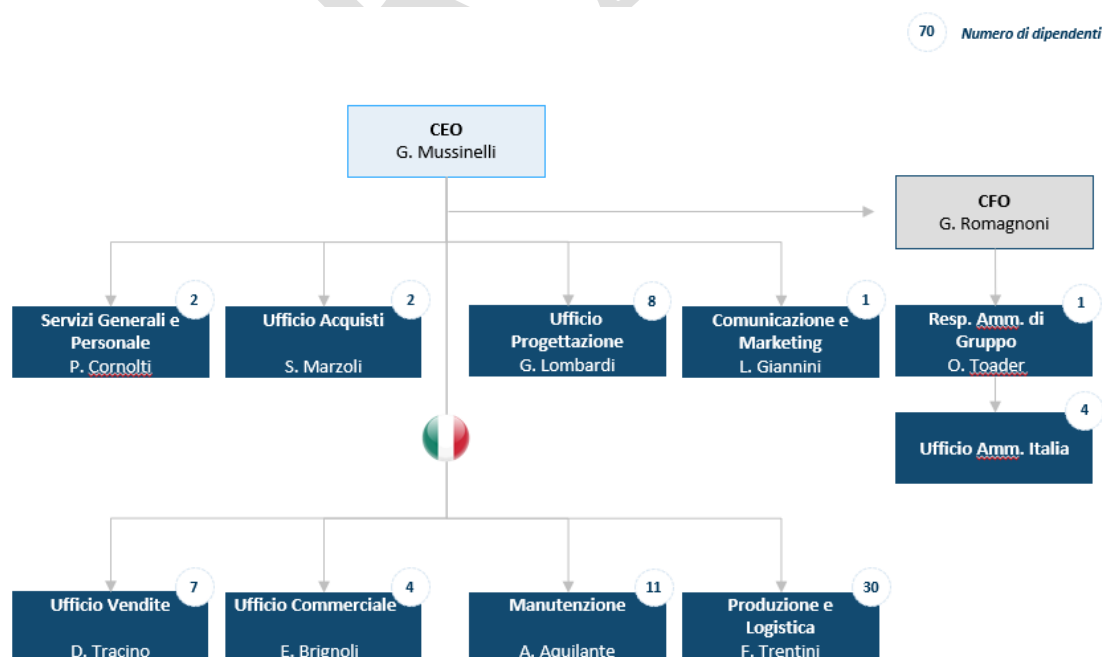 70 Numero di dipendenti
CEO
G. Mussinelli
CFO
G. Romagnoni
2
Servizi Generali e
Personale
P. Cornolti
2
Ufficio Acquisti
S. Marzoli
8
Ufficio
Progettazione
G. Lombardi
1
Comunicazione e
Marketing
L. Giannini
1
Resp. Amm. di
Gruppo
O. Toader
4
Ufficio Amm. Italia
7
Ufficio Vendite
D. Tracino
4
Ufficio Commerciale
E. Brignoli
11
Manutenzione
A. Aquilante
30
Produzione e
Logistica
F. Trentini